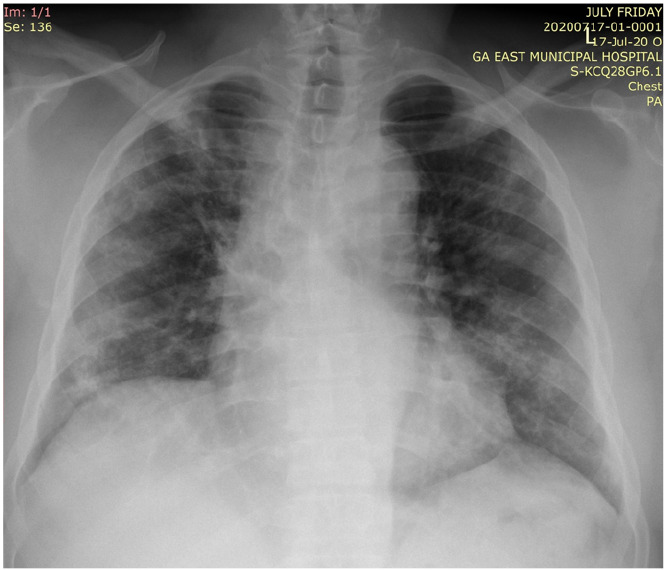 Im: 1/1
Se: 136
JULY FRIDAY
20200717-01-0001
L
17-Jul-20 O
GA EAST MUNICIPAL HOSPITAL
S-KCQ28GP6.1
Chest
PA